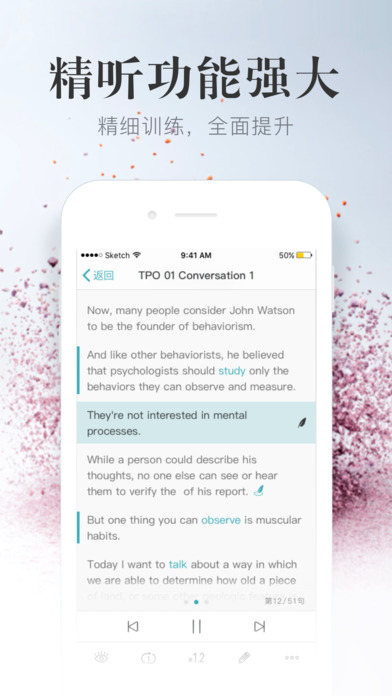 精听功能强大
精细训练，全面提升
Sketch 9:41 AM 50%
返回 TPO 01 Conversation 1
Now, many people consider John Watson
to be the founder of behaviorism.
And like other behaviorists, he believed
that psychologists should study only the
behaviors they can observe and measure.
They're not interested in mental
processes.
While a person could describe his
thoughts, no one else can see or hear
them to verify the of his report.
But one thing you can observe is muscular
habits.
Today I want to talk about a way in which
we are able to determine how old a piece
of land, or some other geologic feature
第12/51句
1
x1.2